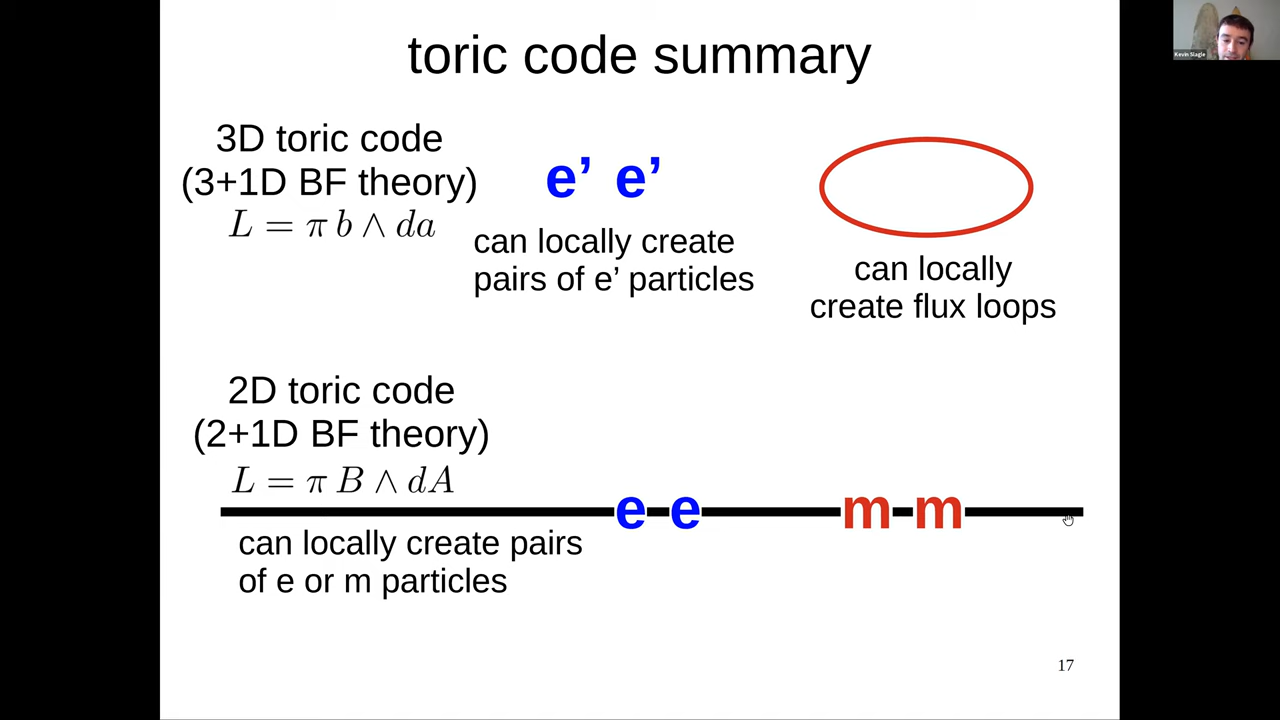 toric code summary
Kevin Slagle
3D toric code
(3+1D BF theory)
L = π b ∧ da
e’ e’
can locally create
pairs of e’ particles
can locally
create flux loops
2D toric code
(2+1D BF theory)
L = π B ∧ dA
e e
m m
can locally create pairs
of e or m particles
17